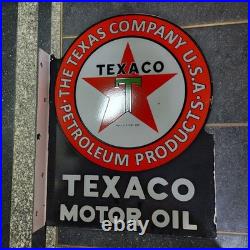 THE TEXAS COMPANY U.S.A
TEXACO
T
PETROLEUM PRODUCTS
TEXACO
MOTOR OIL